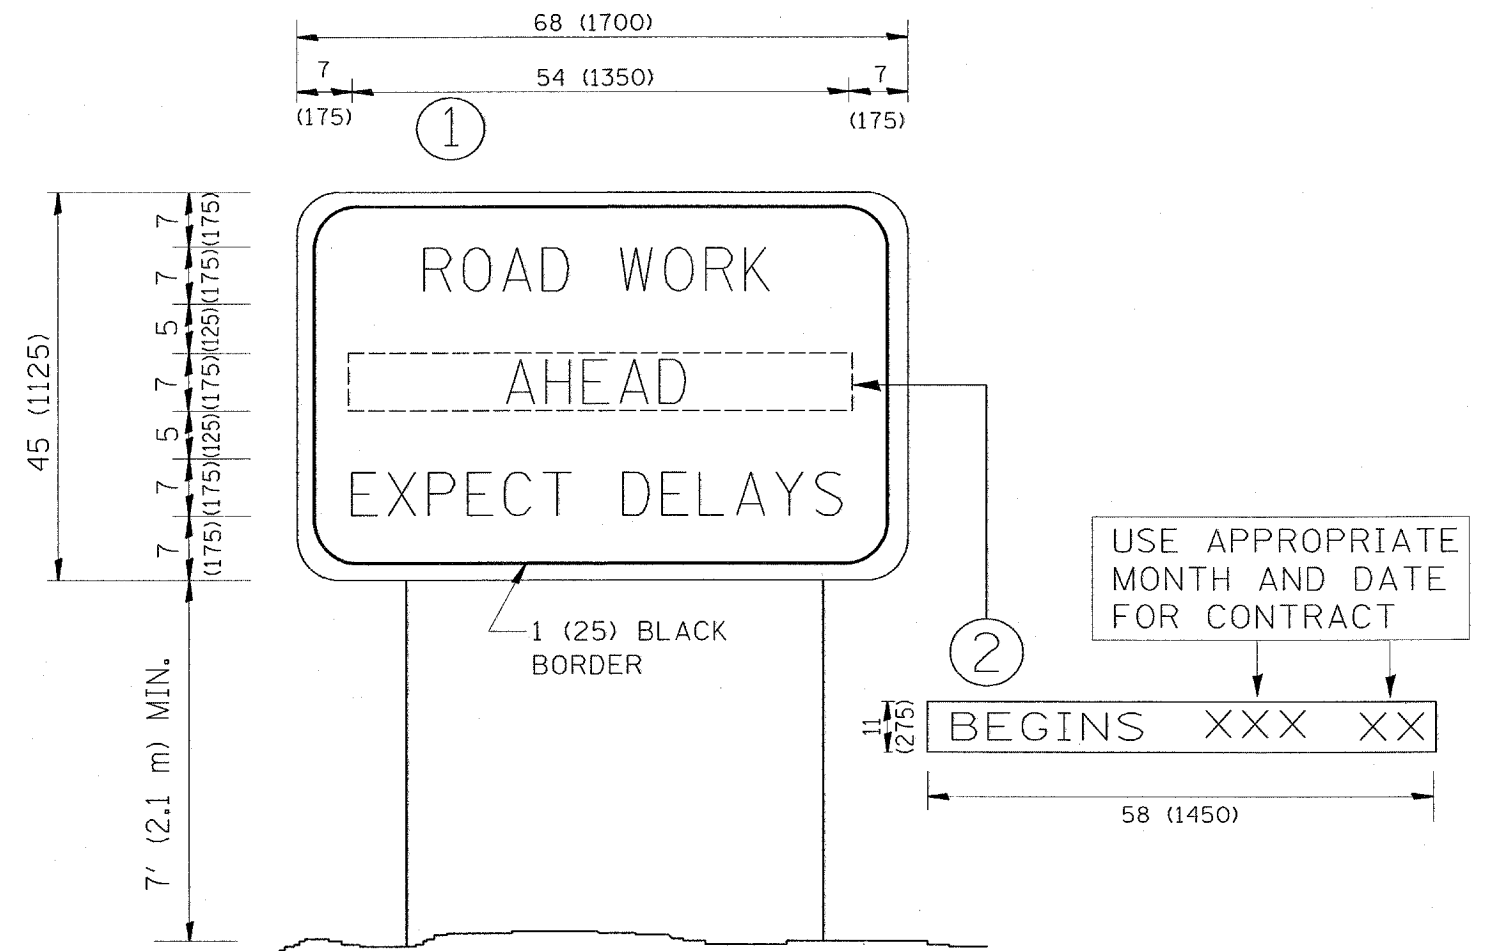 68 (1700)
7
54 (1350)
7
(175)
(175)
1
45 (1125)
7 (175)
7 (175)
5 (125)
7 (175)
5 (125)
7 (175)
7 (175)
ROAD WORK
AHEAD
EXPECT DELAYS
1 (25) BLACK
BORDER
7' (2.1 m) MIN.
2
USE APPROPRIATE
MONTH AND DATE
FOR CONTRACT
11
(275)
BEGINS XXX XX
58 (1450)